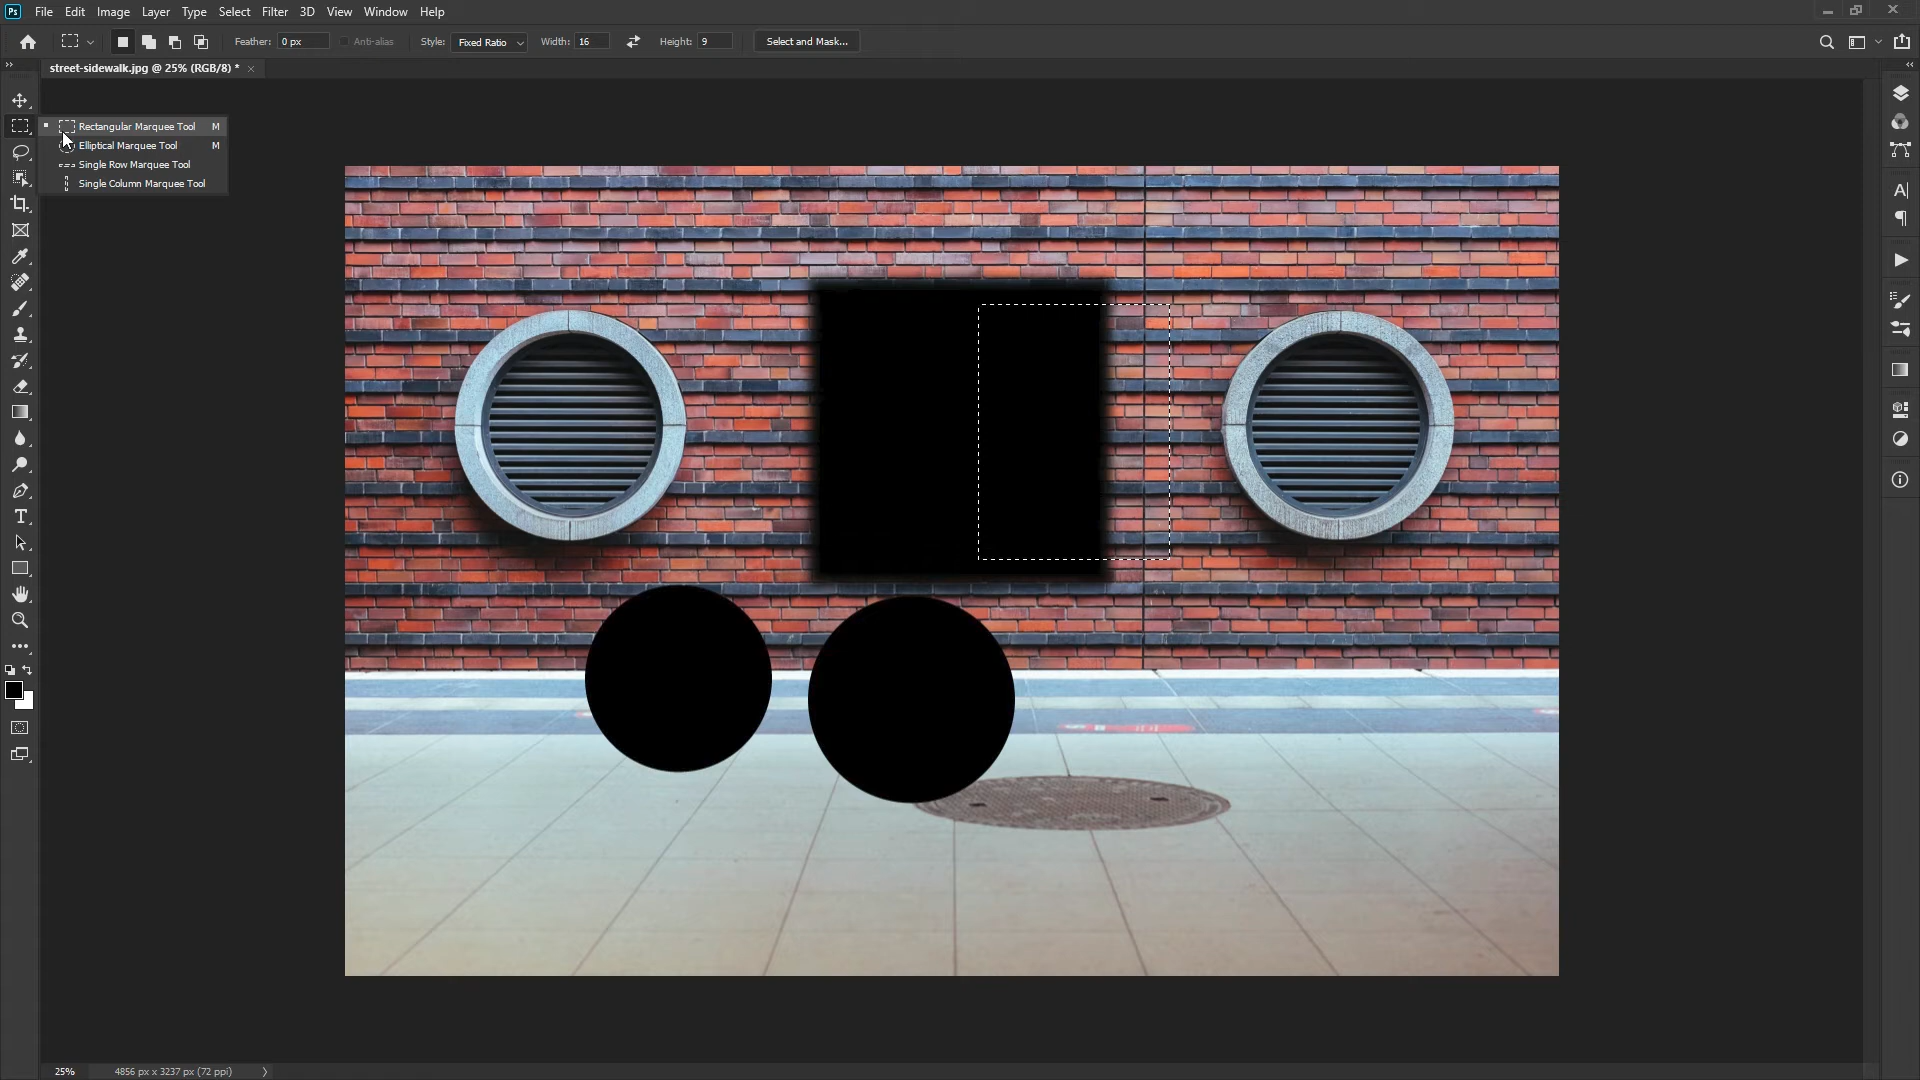 Ps File Edit Image Layer Type Select Filter 3D View Window Help
Feather: 0 px Anti-alias Style: Fixed Ratio Width: 16 Height: 9 Select and Mask...
street-sidewalk.jpg @ 25% (RGB/8) * ×
Rectangular Marquee Tool M
Elliptical Marquee Tool M
Single Row Marquee Tool
Single Column Marquee Tool
25% 4856 px x 3237 px (72 ppi)